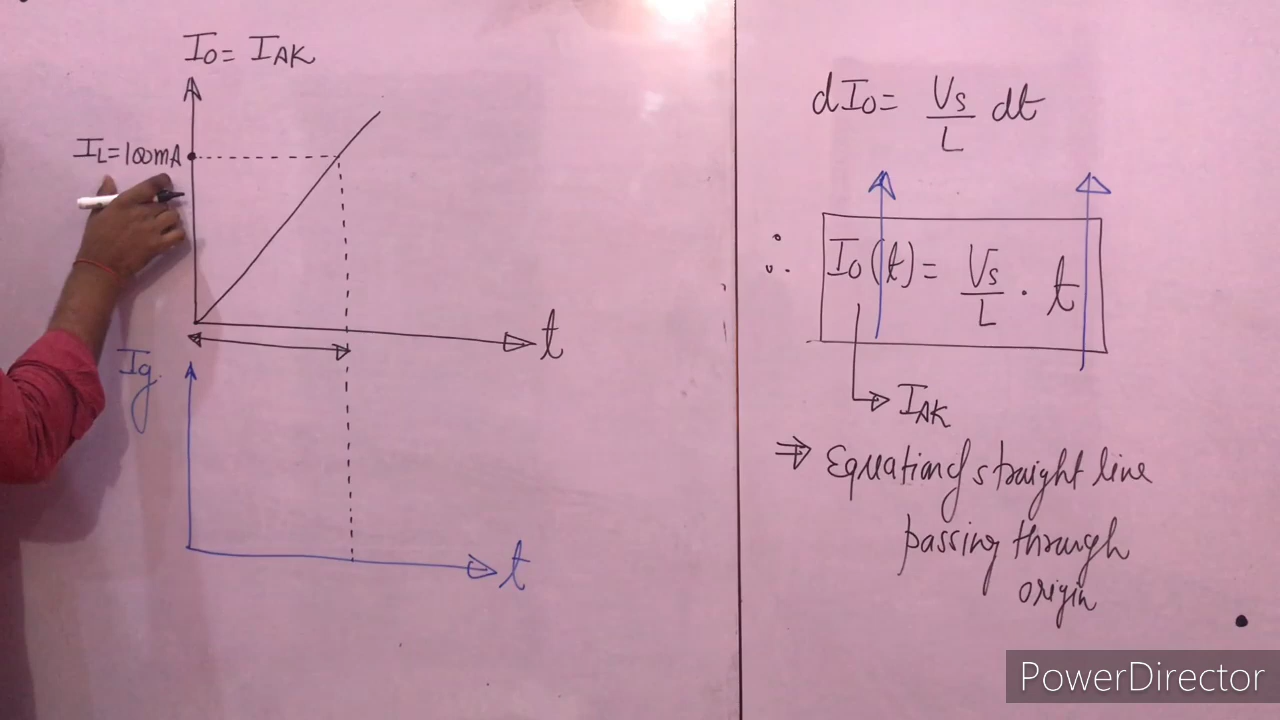 I0 = IAK
IL=100mA
t
Ig
t
dI0 = Vs/L dt
∴ I0(t) = Vs/L · t
IAK
⇒ Equation of straight line
passing through
origin
PowerDirector